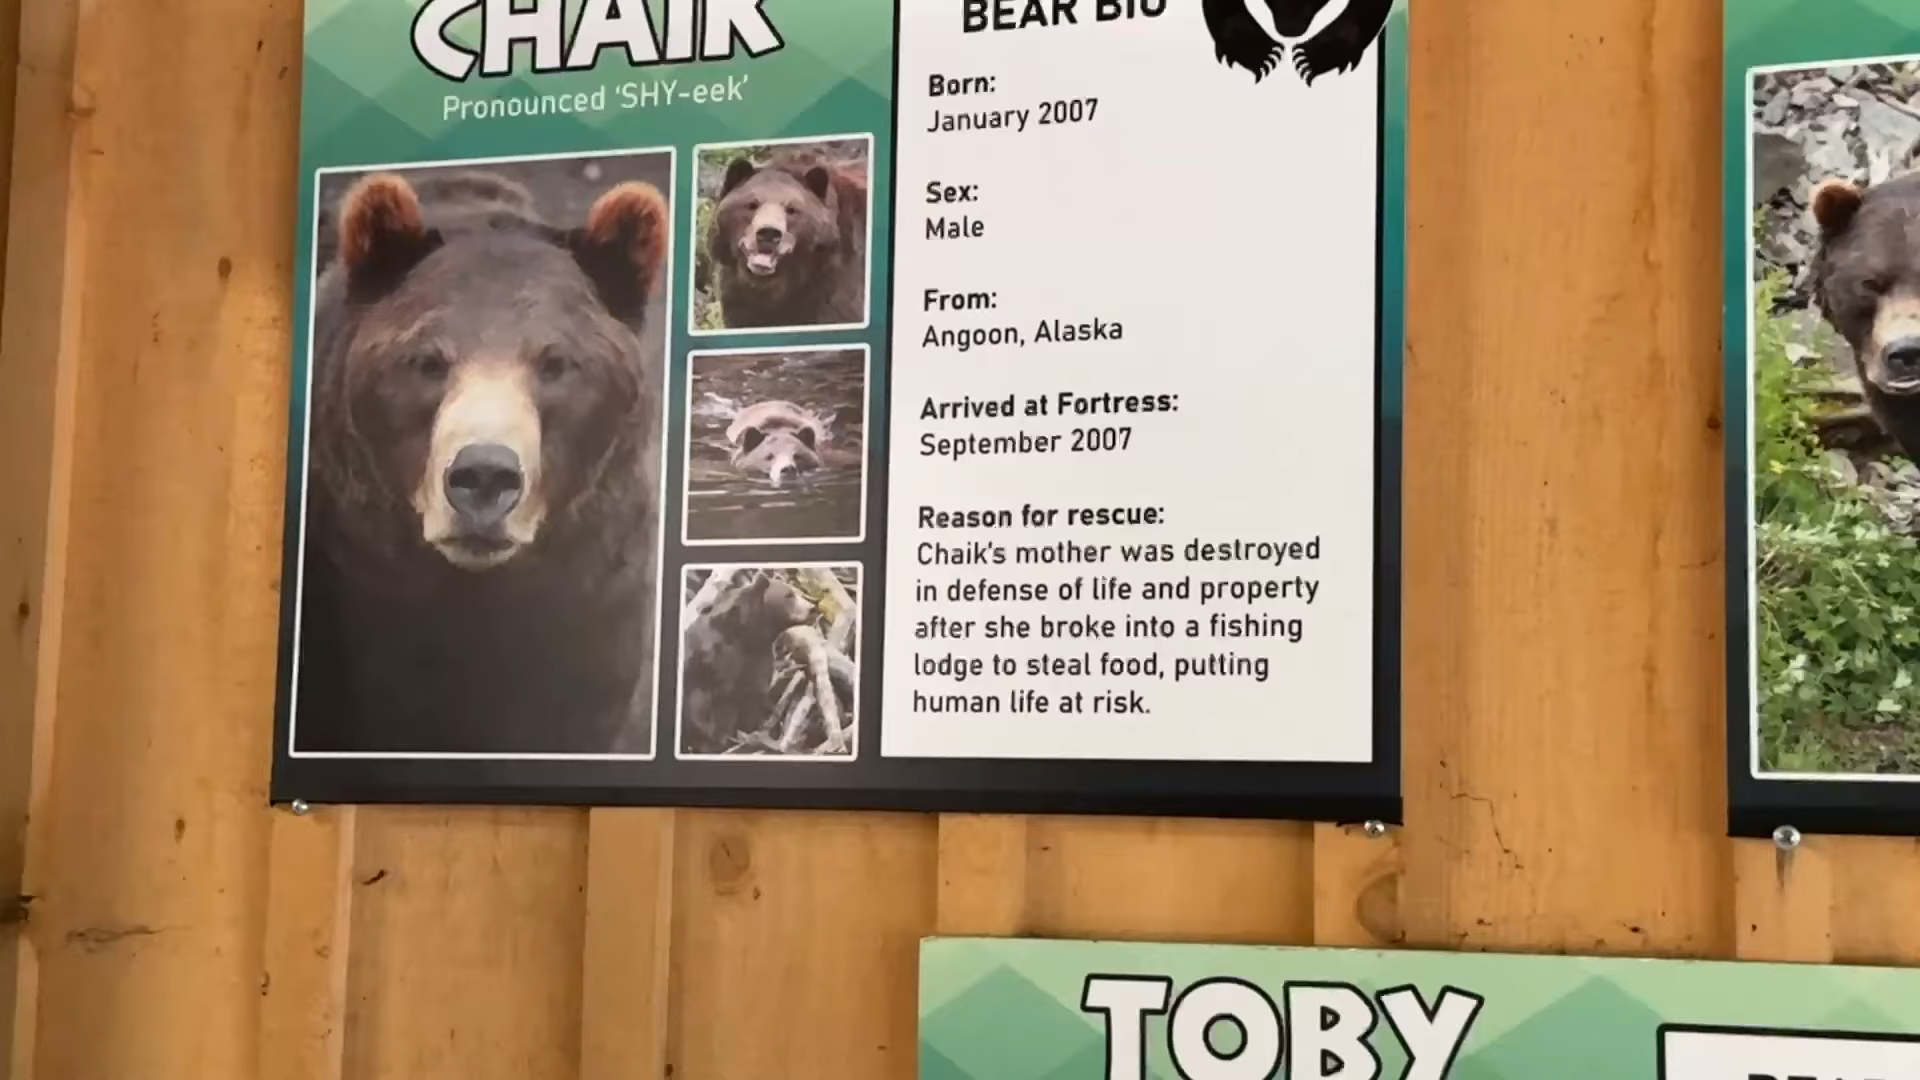 CHAIK
Pronounced ‘SHY-eek’
BEAR BIO
Born:
January 2007
Sex:
Male
From:
Angoon, Alaska
Arrived at Fortress:
September 2007
Reason for rescue:
Chaik's mother was destroyed
in defense of life and property
after she broke into a fishing
lodge to steal food, putting
human life at risk.
TOBY